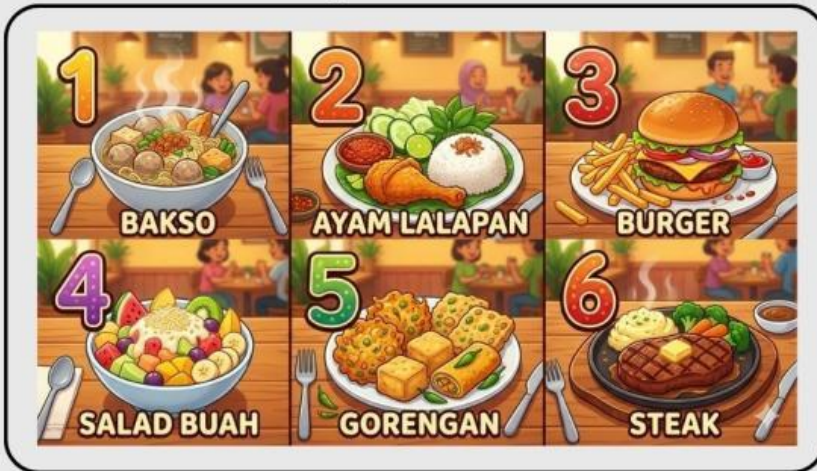 1
2
3
BAKSO
AYAM LALAPAN
BURGER
4
5
6
SALAD BUAH
GORENGAN
STEAK